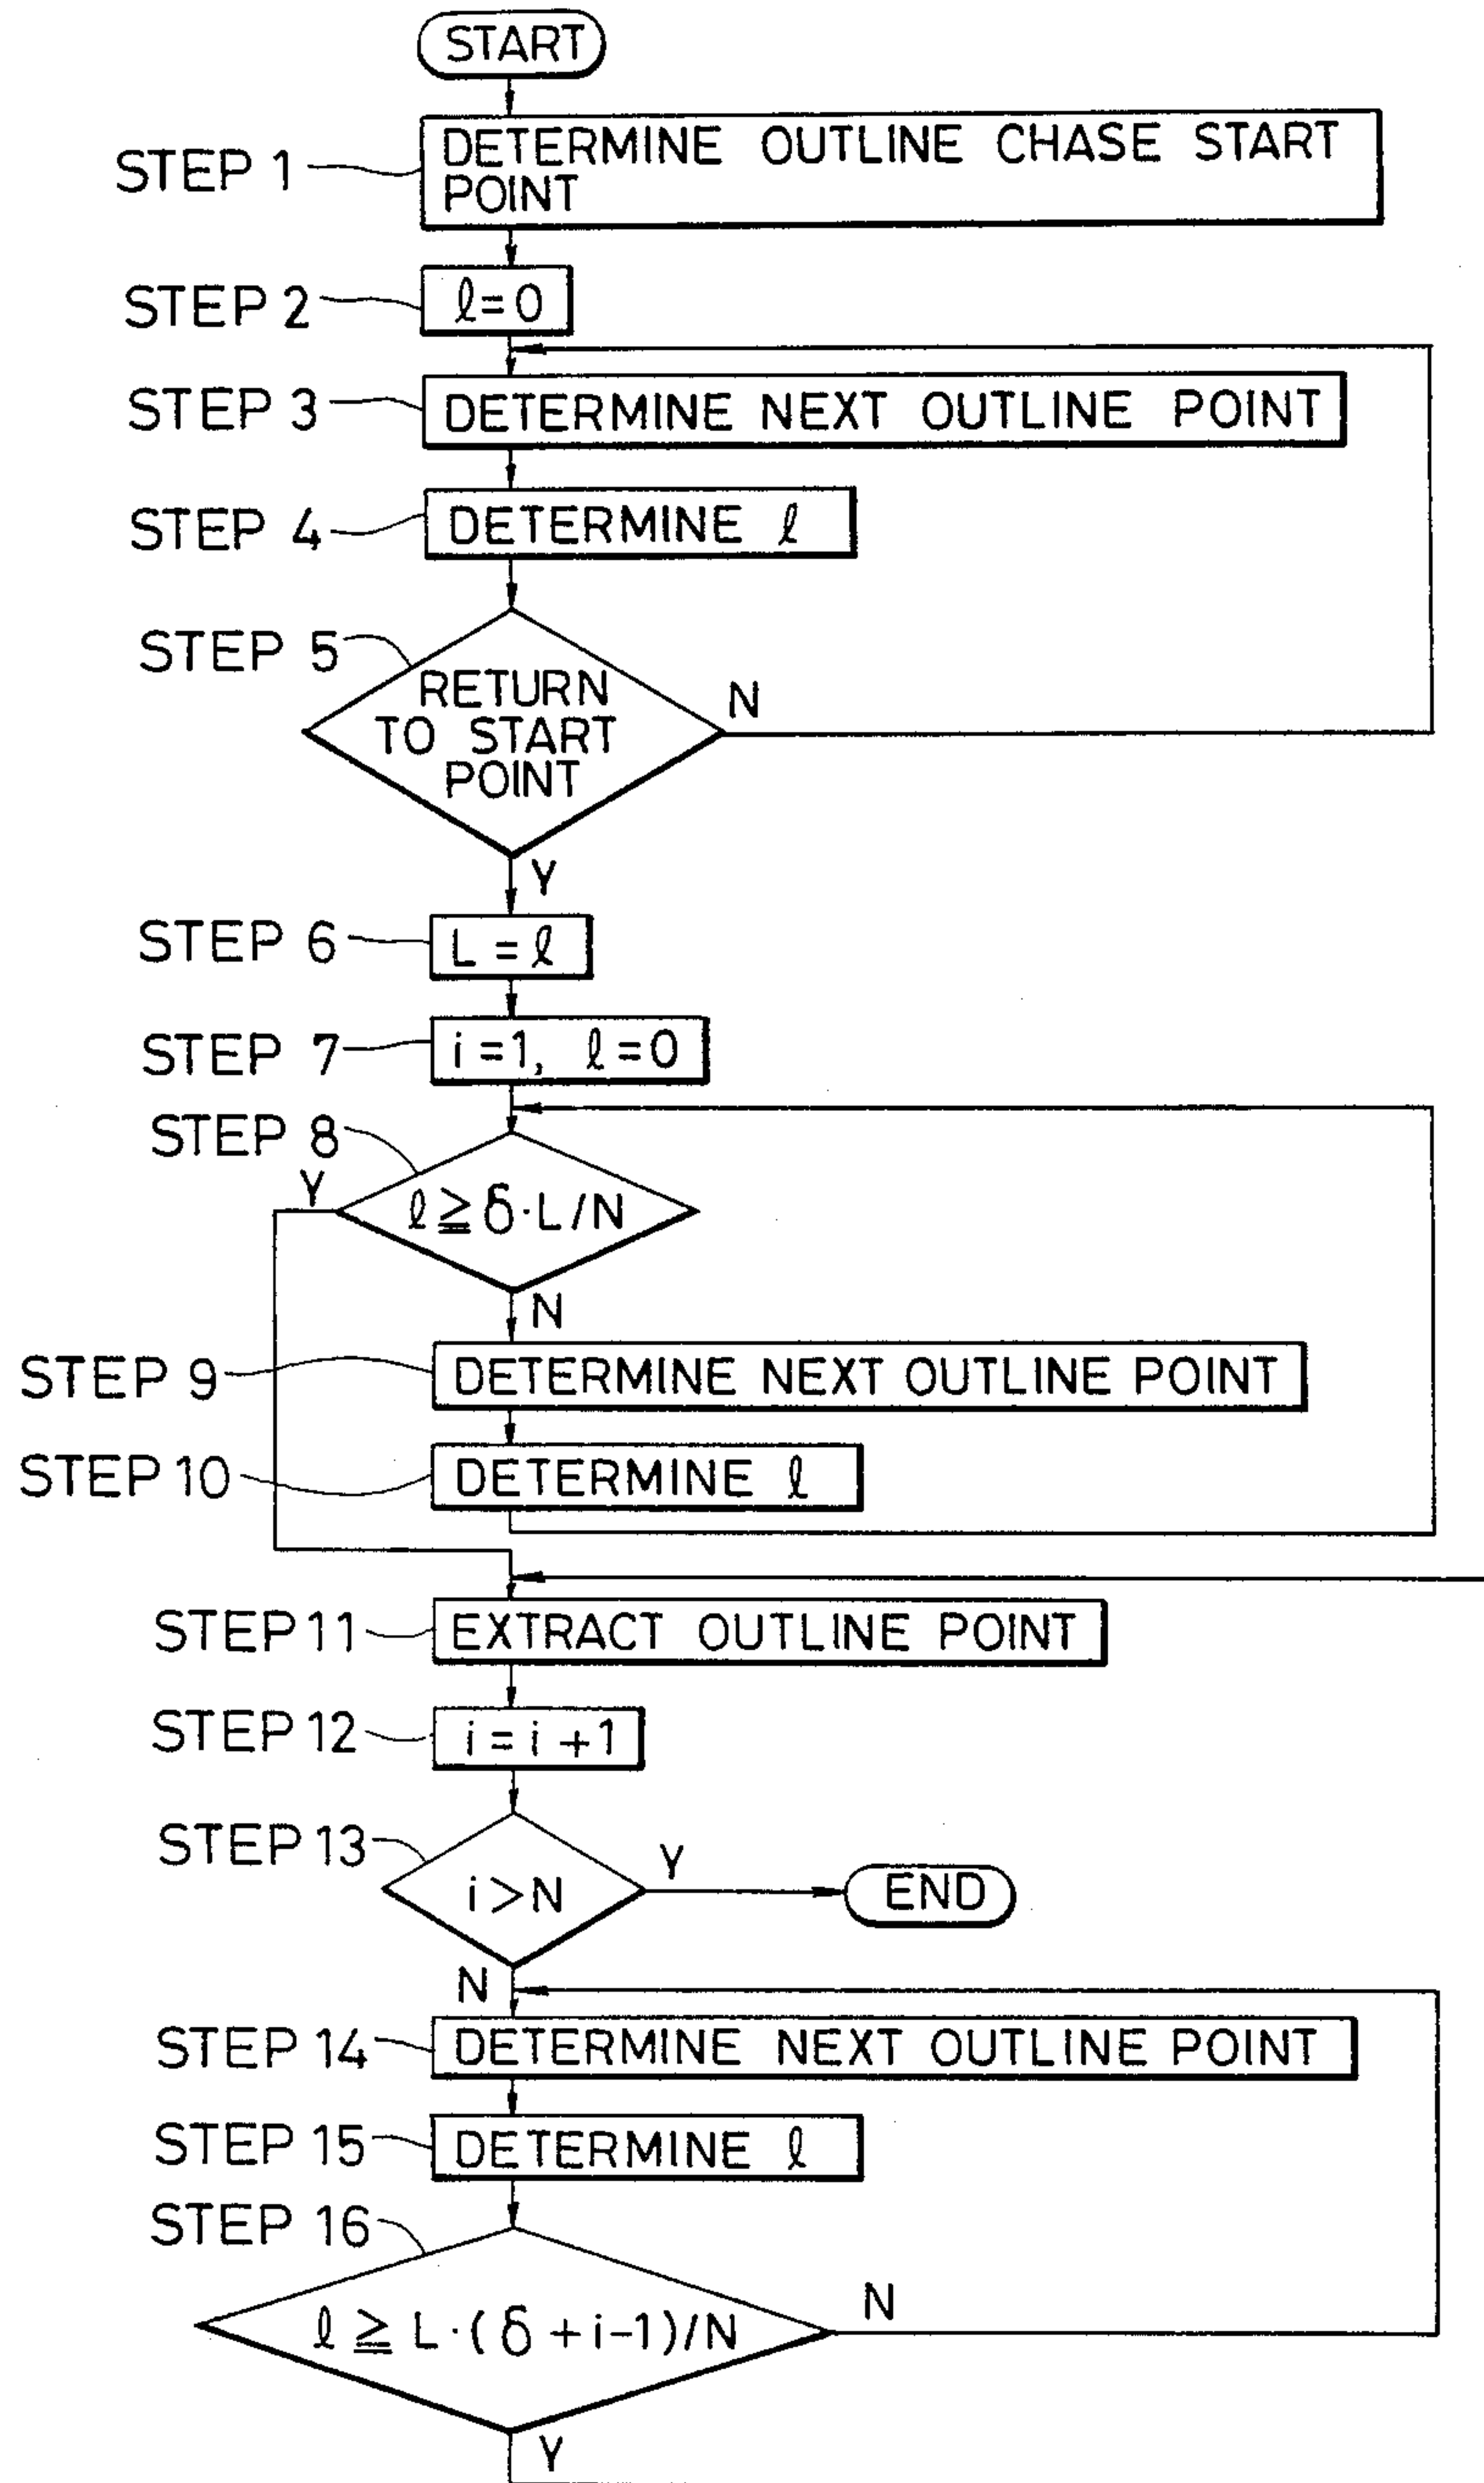 START
STEP 1
DETERMINE OUTLINE CHASE START
POINT
STEP 2
ℓ=0
STEP 3
DETERMINE NEXT OUTLINE POINT
STEP 4
DETERMINE ℓ
STEP 5
RETURN
TO START
POINT
N
Y
STEP 6
L = ℓ
STEP 7
i =1, ℓ =0
STEP 8
Y
ℓ ≧ δ·L/N
N
STEP 9
DETERMINE NEXT OUTLINE POINT
STEP 10
DETERMINE ℓ
STEP 11
EXTRACT OUTLINE POINT
STEP 12
i = i +1
STEP 13
i > N
Y
END
N
STEP 14
DETERMINE NEXT OUTLINE POINT
STEP 15
DETERMINE ℓ
STEP 16
ℓ ≧ L·(δ +i-1)/N
N
Y